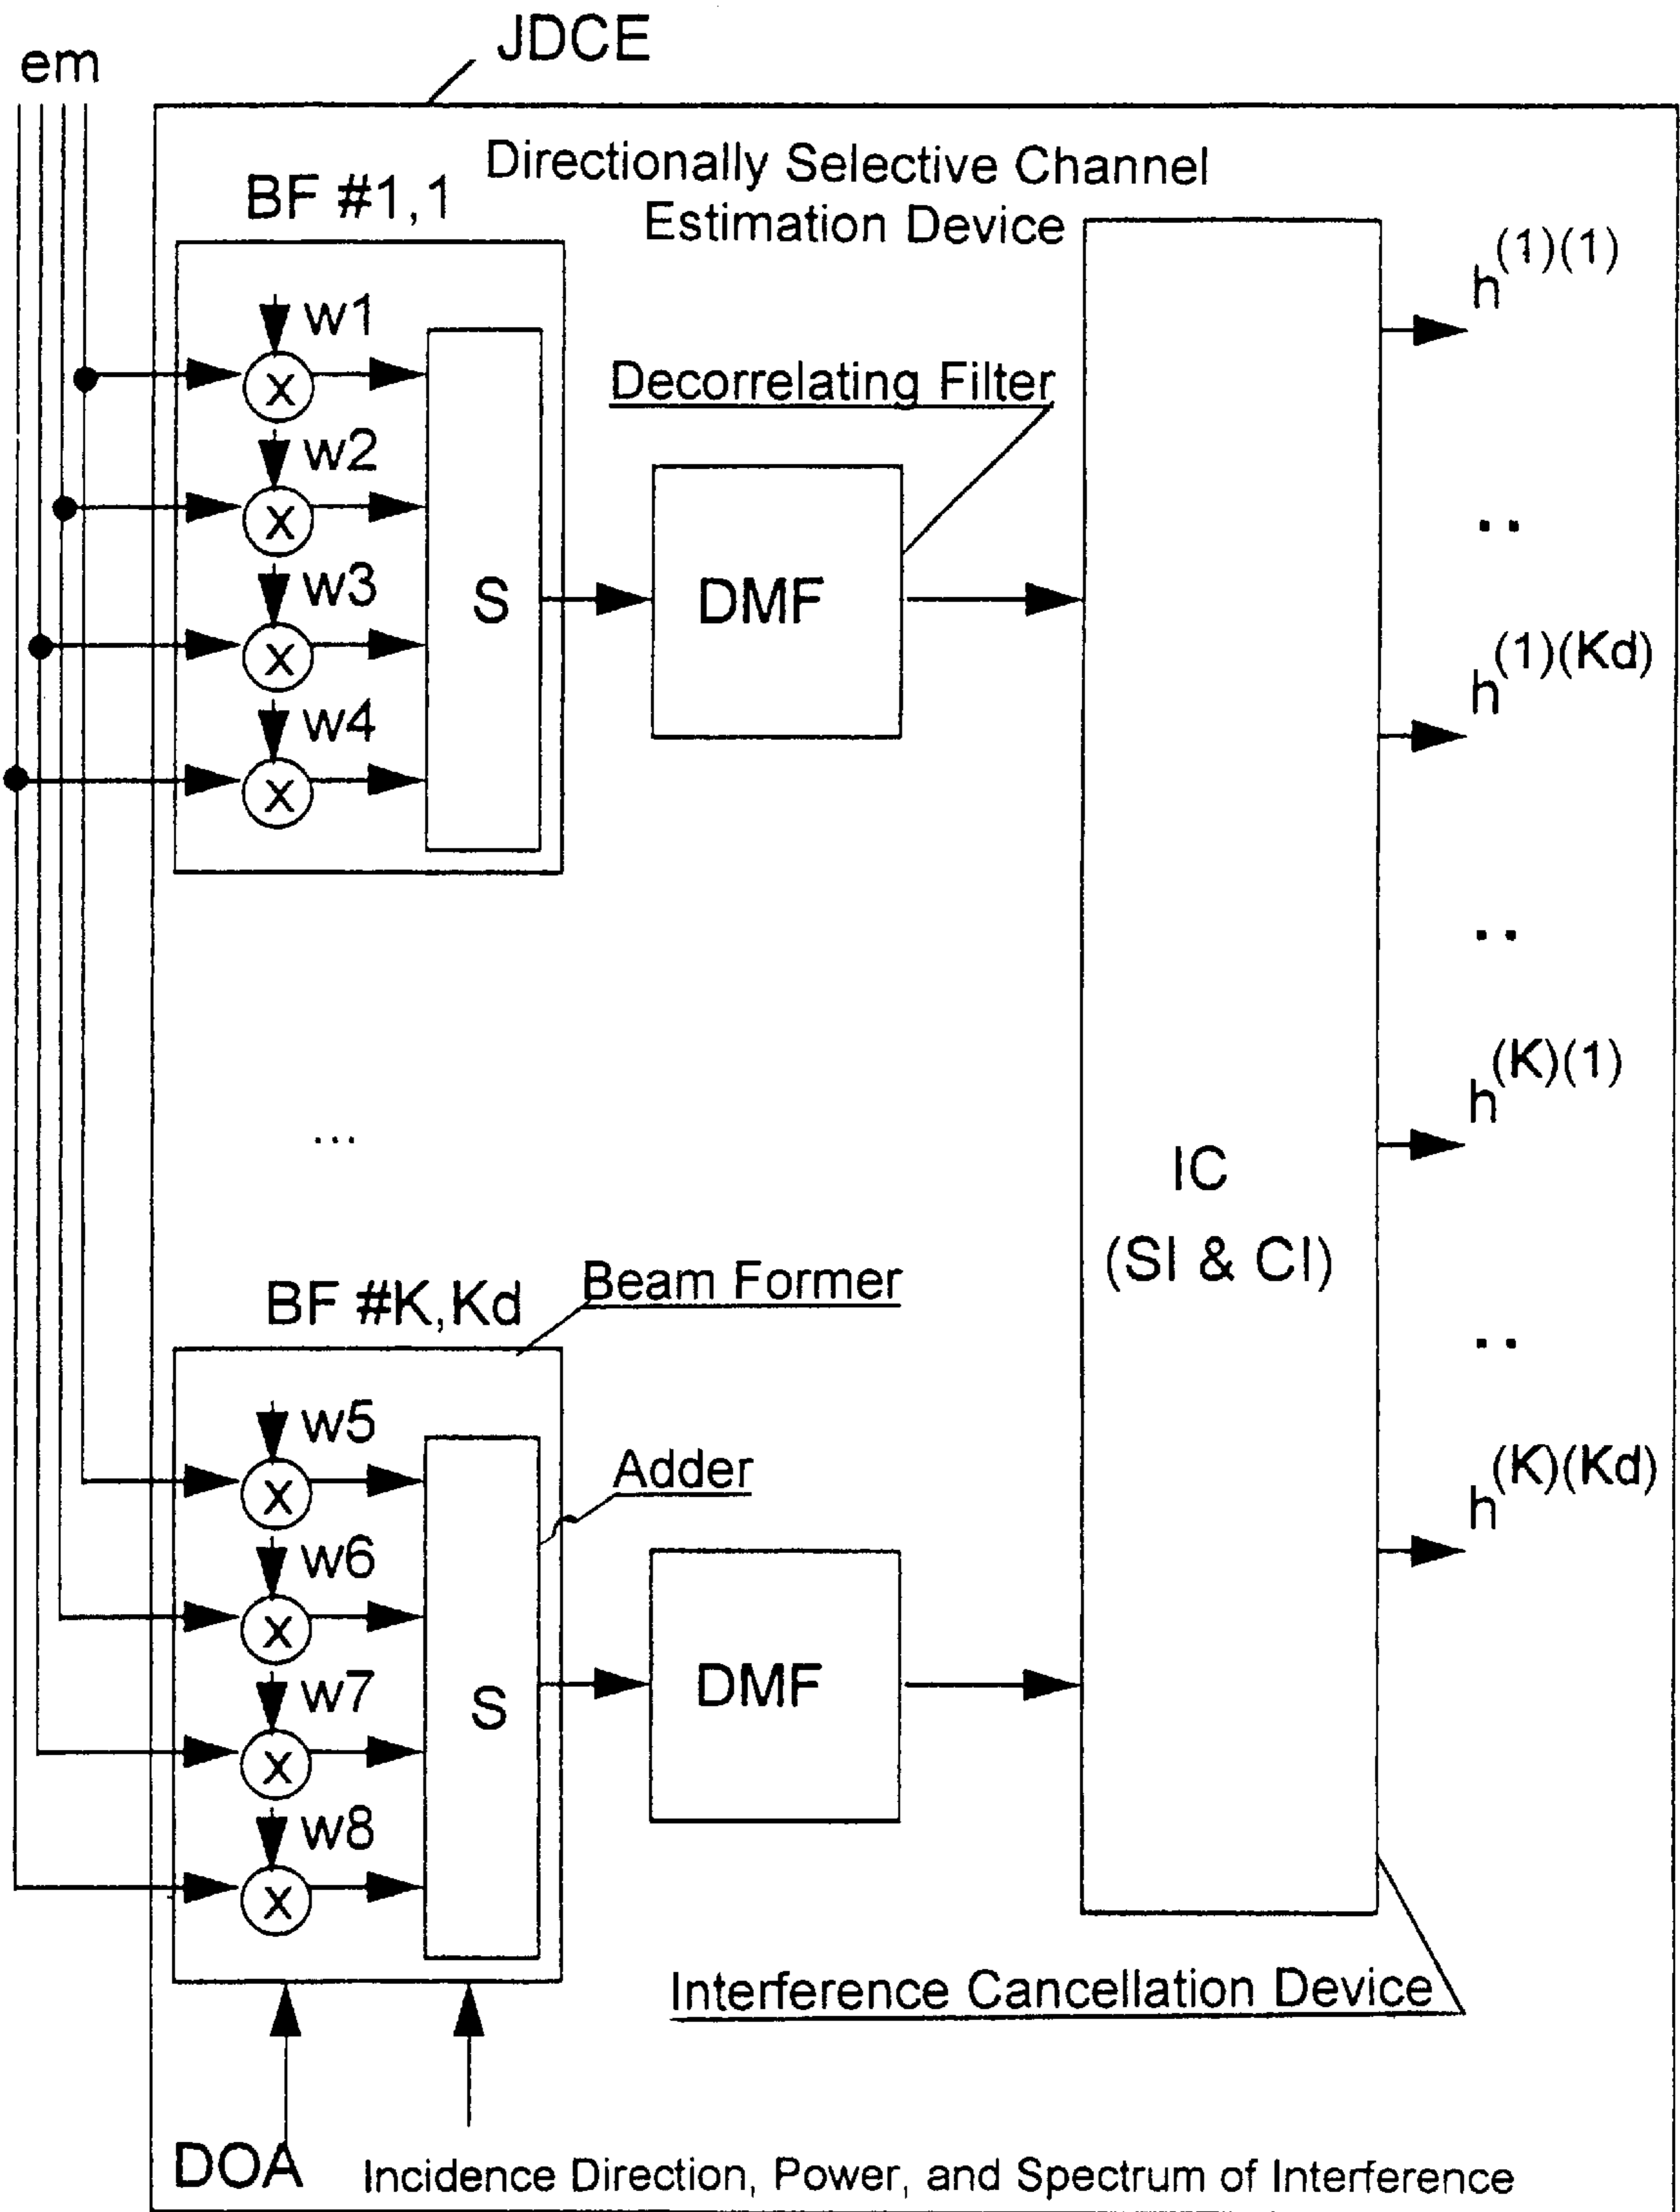 em
JDCE
Directionally Selective Channel
Estimation Device
BF #1,1
w1
X
w2
X
w3
X
w4
X
S
Decorrelating Filter
DMF
h(1)(1)
..
h(1)(Kd)
..
h(K)(1)
..
h(K)(Kd)
IC
(SI & CI)
...
BF #K,Kd
Beam Former
w5
X
w6
X
w7
X
w8
X
S
Adder
DMF
Interference Cancellation Device
DOA
Incidence Direction, Power, and Spectrum of Interference